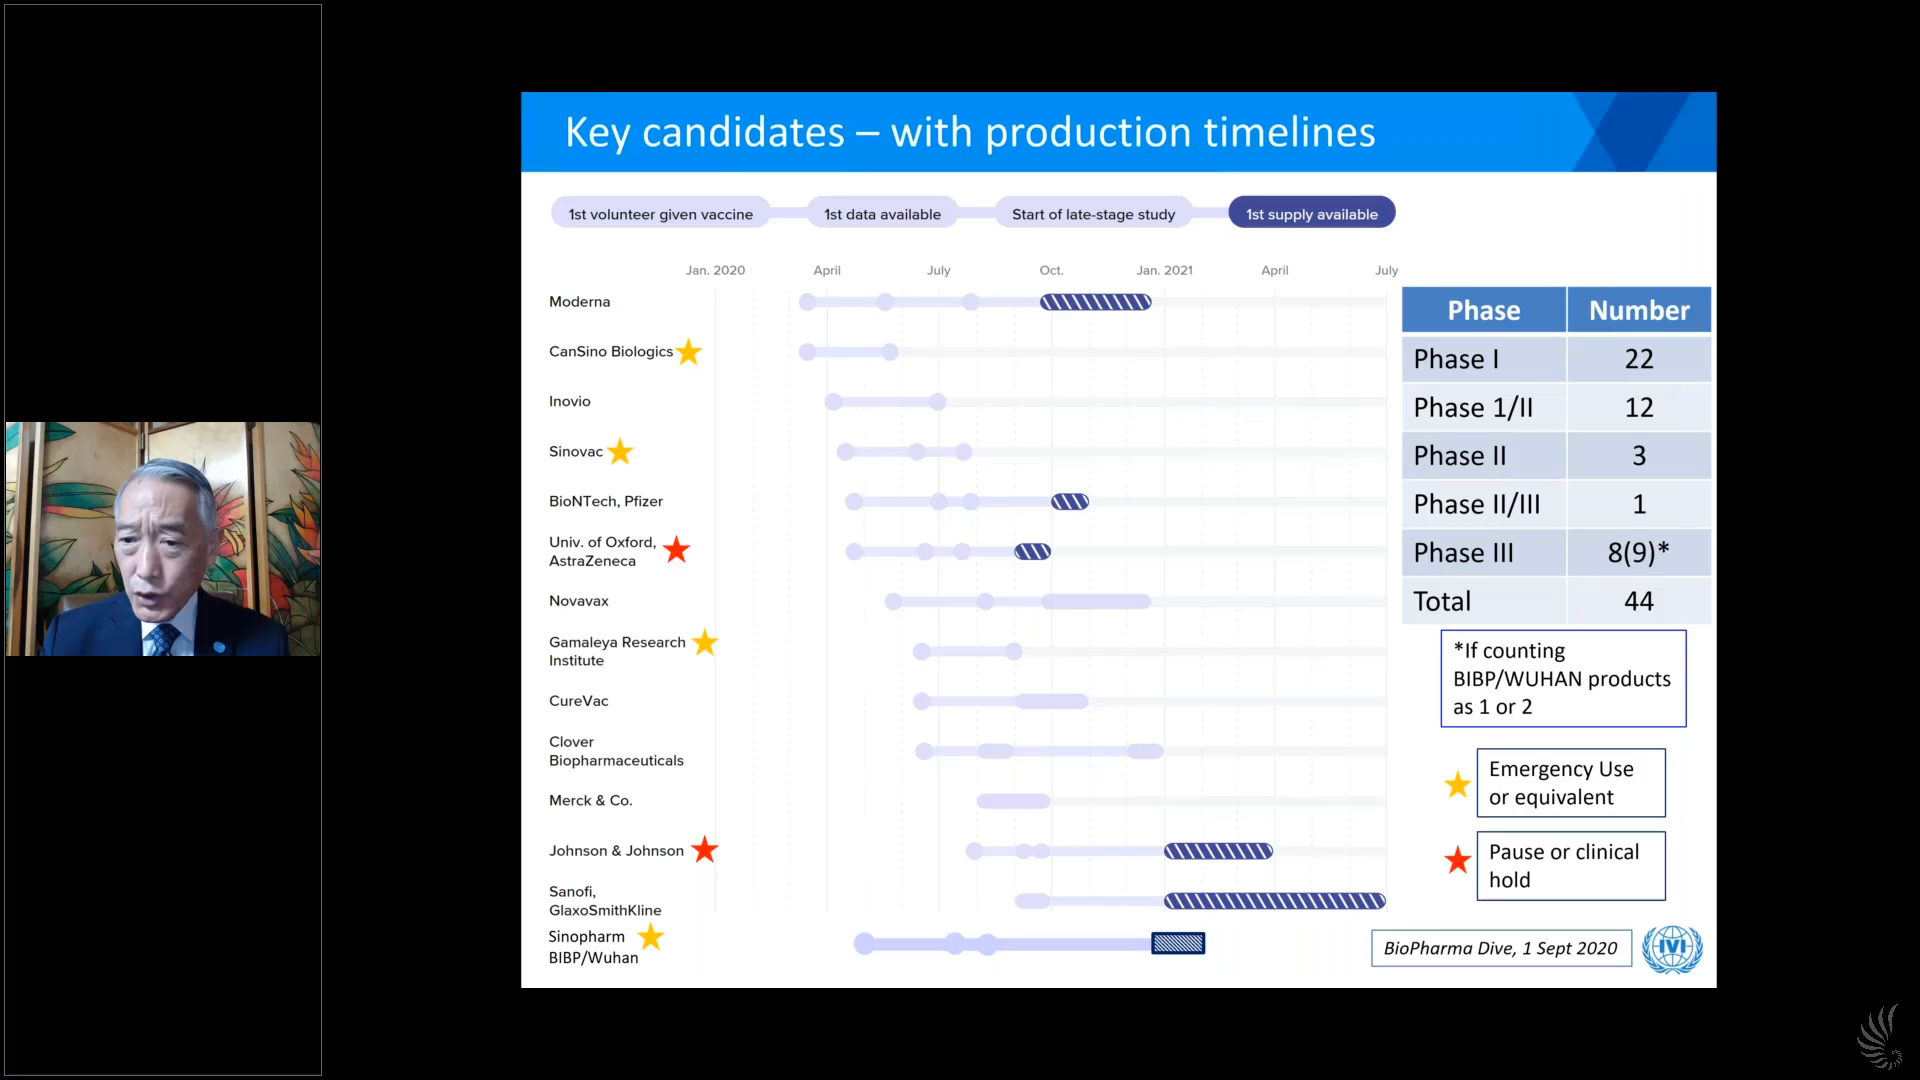 Key candidates – with production timelines
1st volunteer given vaccine
1st data available
Start of late-stage study
1st supply available
Jan. 2020
April
July
Oct.
Jan. 2021
April
July
Moderna
CanSino Biologics
Inovio
Sinovac
BioNTech, Pfizer
Univ. of Oxford,
AstraZeneca
Novavax
Gamaleya Research
Institute
CureVac
Clover
Biopharmaceuticals
Merck & Co.
Johnson & Johnson
Sanofi,
GlaxoSmithKline
Sinopharm
BIBP/Wuhan
Phase Number
Phase I 22
Phase 1/II 12
Phase II 3
Phase II/III 1
Phase III 8(9)*
Total 44
*If counting
BIBP/WUHAN products
as 1 or 2
Emergency Use
or equivalent
Pause or clinical
hold
BioPharma Dive, 1 Sept 2020
IVI